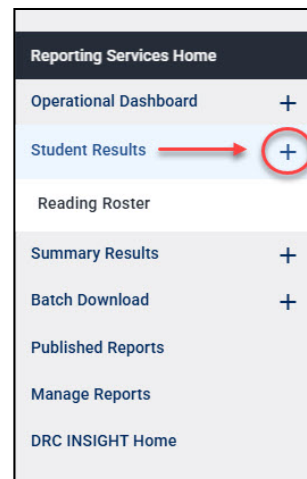 Reporting Services Home
Operational Dashboard +
Student Results +
Reading Roster
Summary Results +
Batch Download +
Published Reports
Manage Reports
DRC INSIGHT Home